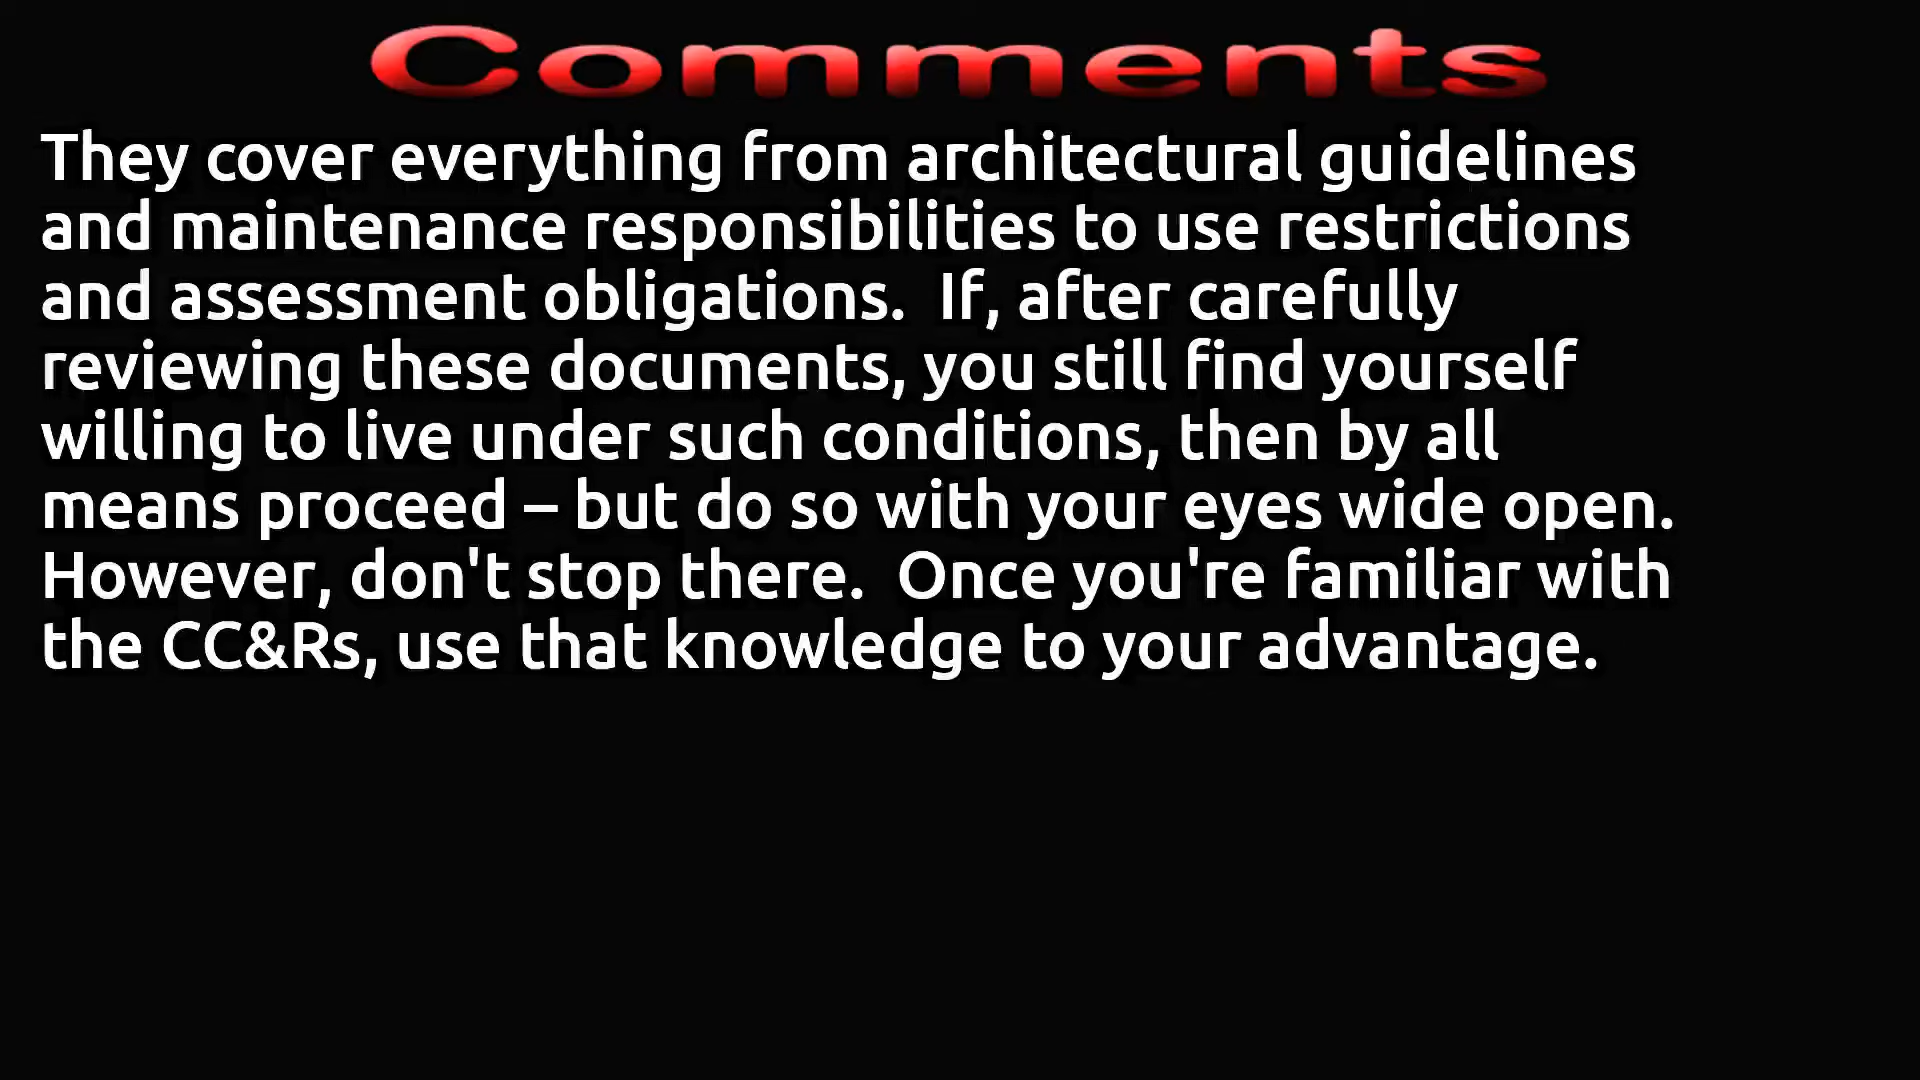 Comments
They cover everything from architectural guidelines
and maintenance responsibilities to use restrictions
and assessment obligations.  If, after carefully
reviewing these documents, you still find yourself
willing to live under such conditions, then by all
means proceed – but do so with your eyes wide open.
However, don't stop there.  Once you're familiar with
the CC&Rs, use that knowledge to your advantage.